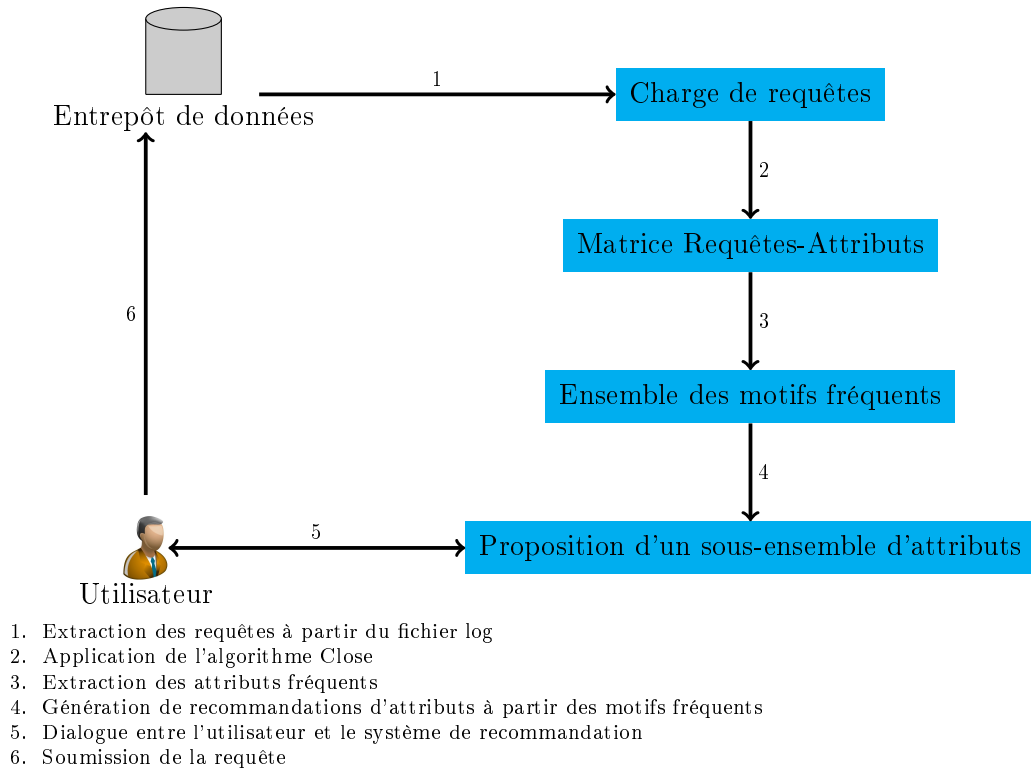 1
Charge de requêtes
Entrepôt de données
2
Matrice Requêtes-Attributs
6
3
Ensemble des motifs fréquents
4
5
Proposition d'un sous-ensemble d'attributs
Utilisateur
1. Extraction des requêtes à partir du fichier log
2. Application de l'algorithme Close
3. Extraction des attributs fréquents
4. Génération de recommandations d'attributs à partir des motifs fréquents
5. Dialogue entre l'utilisateur et le système de recommandation
6. Soumission de la requête